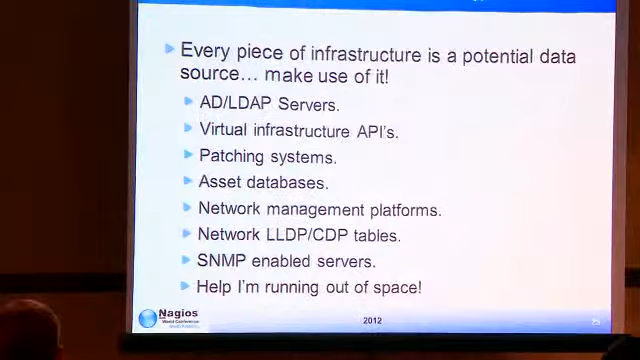 Every piece of infrastructure is a potential data
source… make use of it!
AD/LDAP Servers.
Virtual infrastructure API's.
Patching systems.
Asset databases.
Network management platforms.
Network LLDP/CDP tables.
SNMP enabled servers.
Help I'm running out of space!
Nagios
World Conference
2012